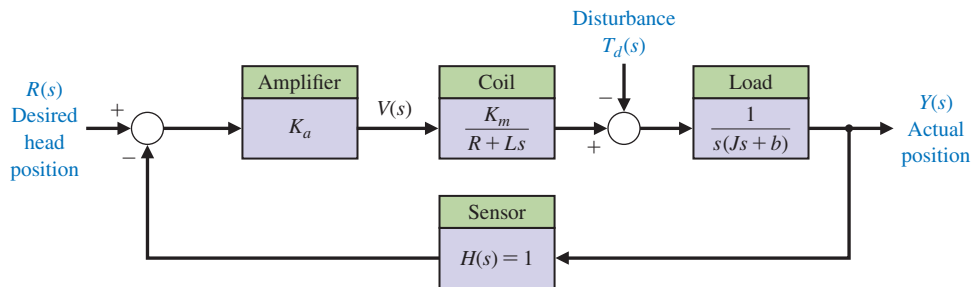 Disturbance
T_d(s)
R(s)
Desired
head
position
+
−
Amplifier
K_a
V(s)
Coil
K_m
R + Ls
−
+
Load
1
s(Js + b)
Y(s)
Actual
position
Sensor
H(s) = 1